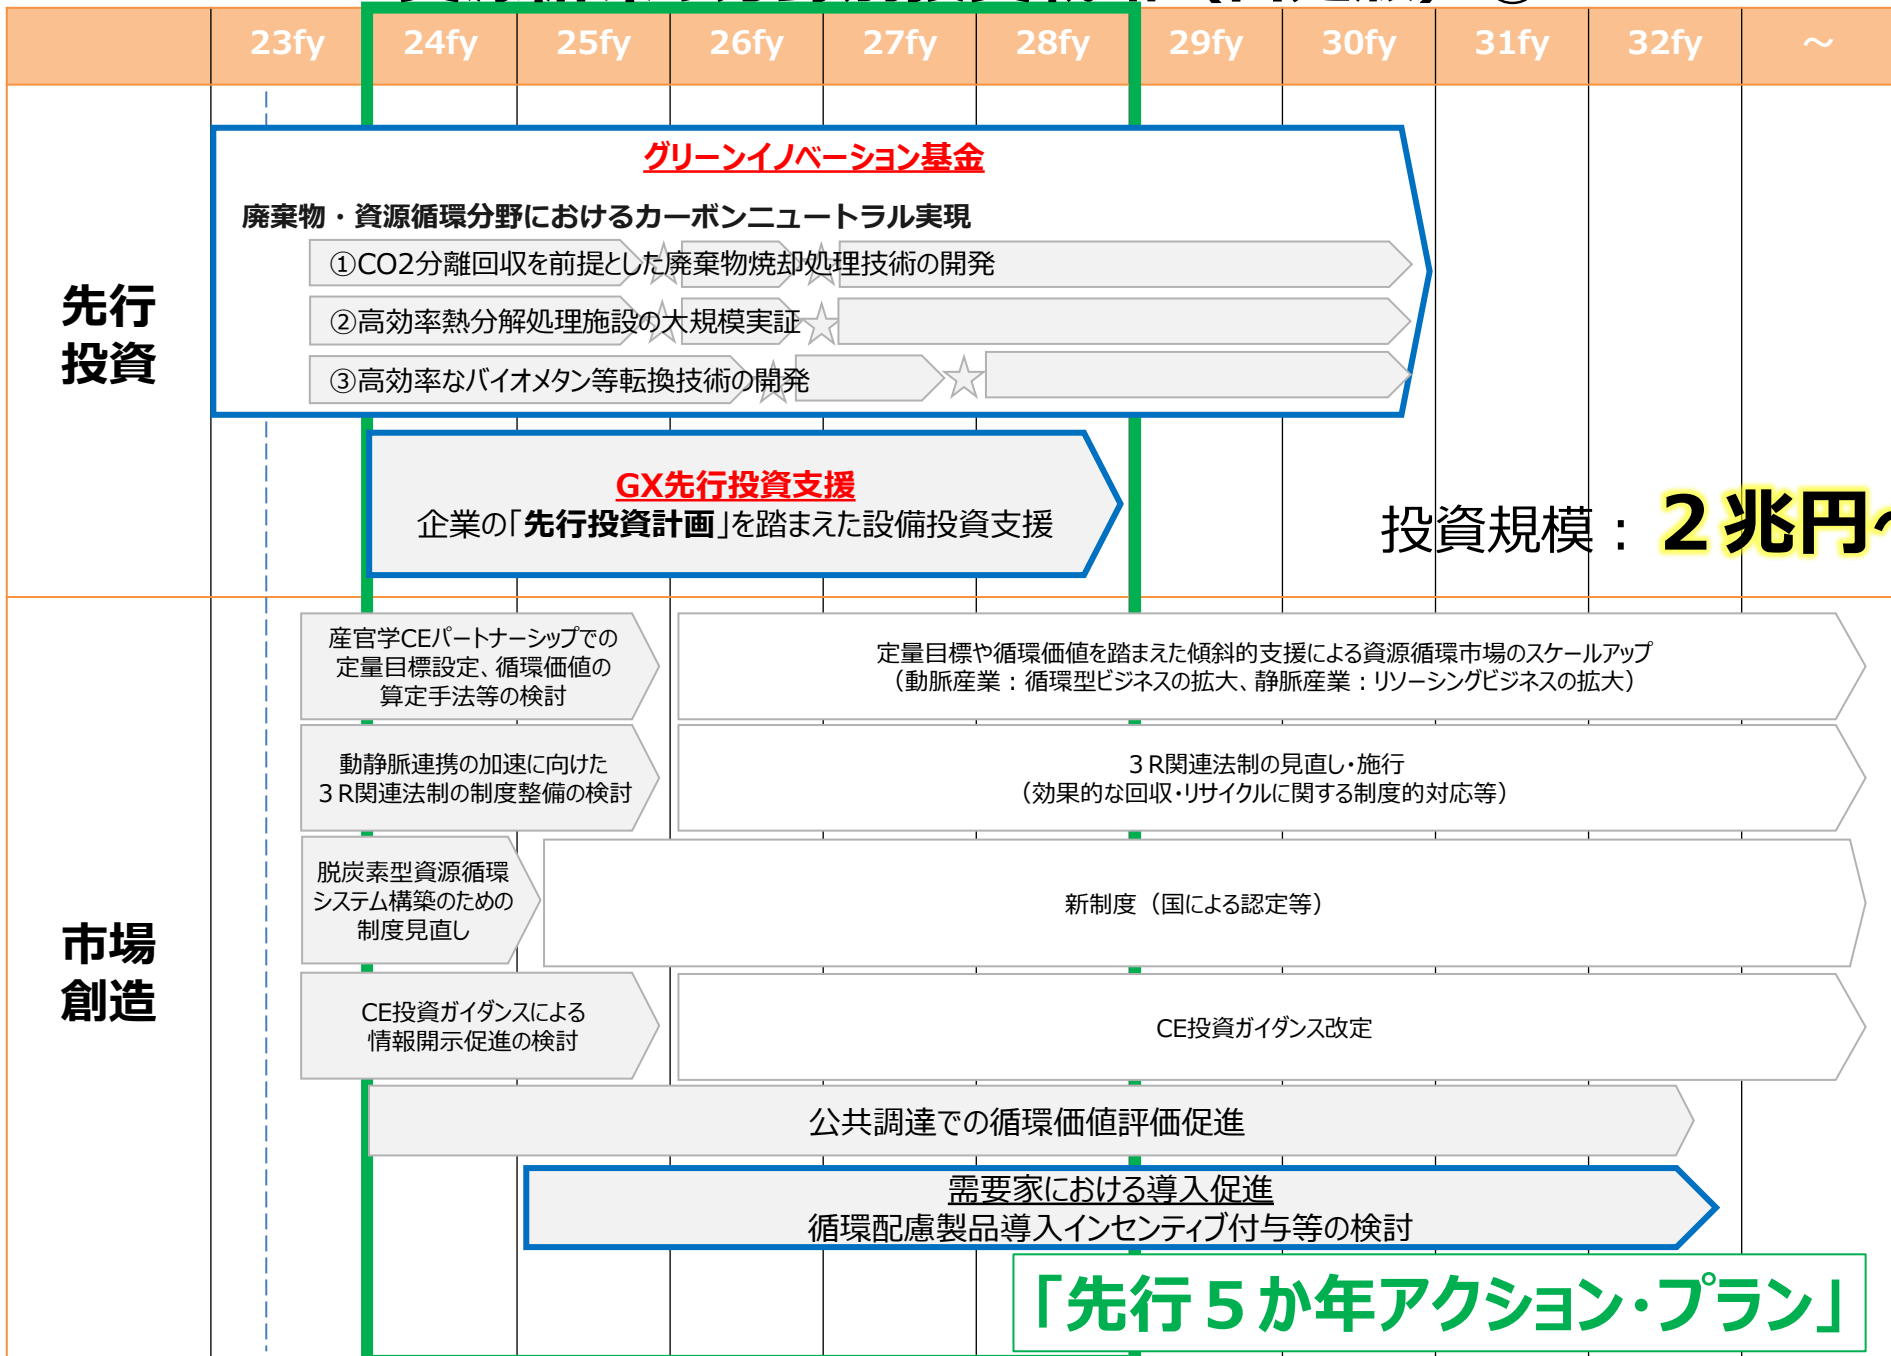 23fy 24fy 25fy 26fy 27fy 28fy 29fy 30fy 31fy 32fy ～
先行
投資
グリーンイノベーション基金
廃棄物・資源循環分野におけるカーボンニュートラル実現
①CO2分離回収を前提とした廃棄物焼却処理技術の開発
②高効率熱分解処理施設の大規模実証
③高効率なバイオメタン等転換技術の開発
GX先行投資支援
企業の「先行投資計画」を踏まえた設備投資支援
投資規模：２兆円～
市場
創造
産官学CEパートナーシップでの
定量目標設定、循環価値の
算定手法等の検討
定量目標や循環価値を踏まえた傾斜的支援による資源循環市場のスケールアップ
（動脈産業：循環型ビジネスの拡大、静脈産業：リソーシングビジネスの拡大）
動静脈連携の加速に向けた
３R関連法制の制度整備の検討
３R関連法制の見直し・施行
（効果的な回収・リサイクルに関する制度的対応等）
脱炭素型資源循環
システム構築のための
制度見直し
新制度（国による認定等）
CE投資ガイダンスによる
情報開示促進の検討
CE投資ガイダンス改定
公共調達での循環価値評価促進
需要家における導入促進
循環配慮製品導入インセンティブ付与等の検討
「先行５か年アクション・プラン」